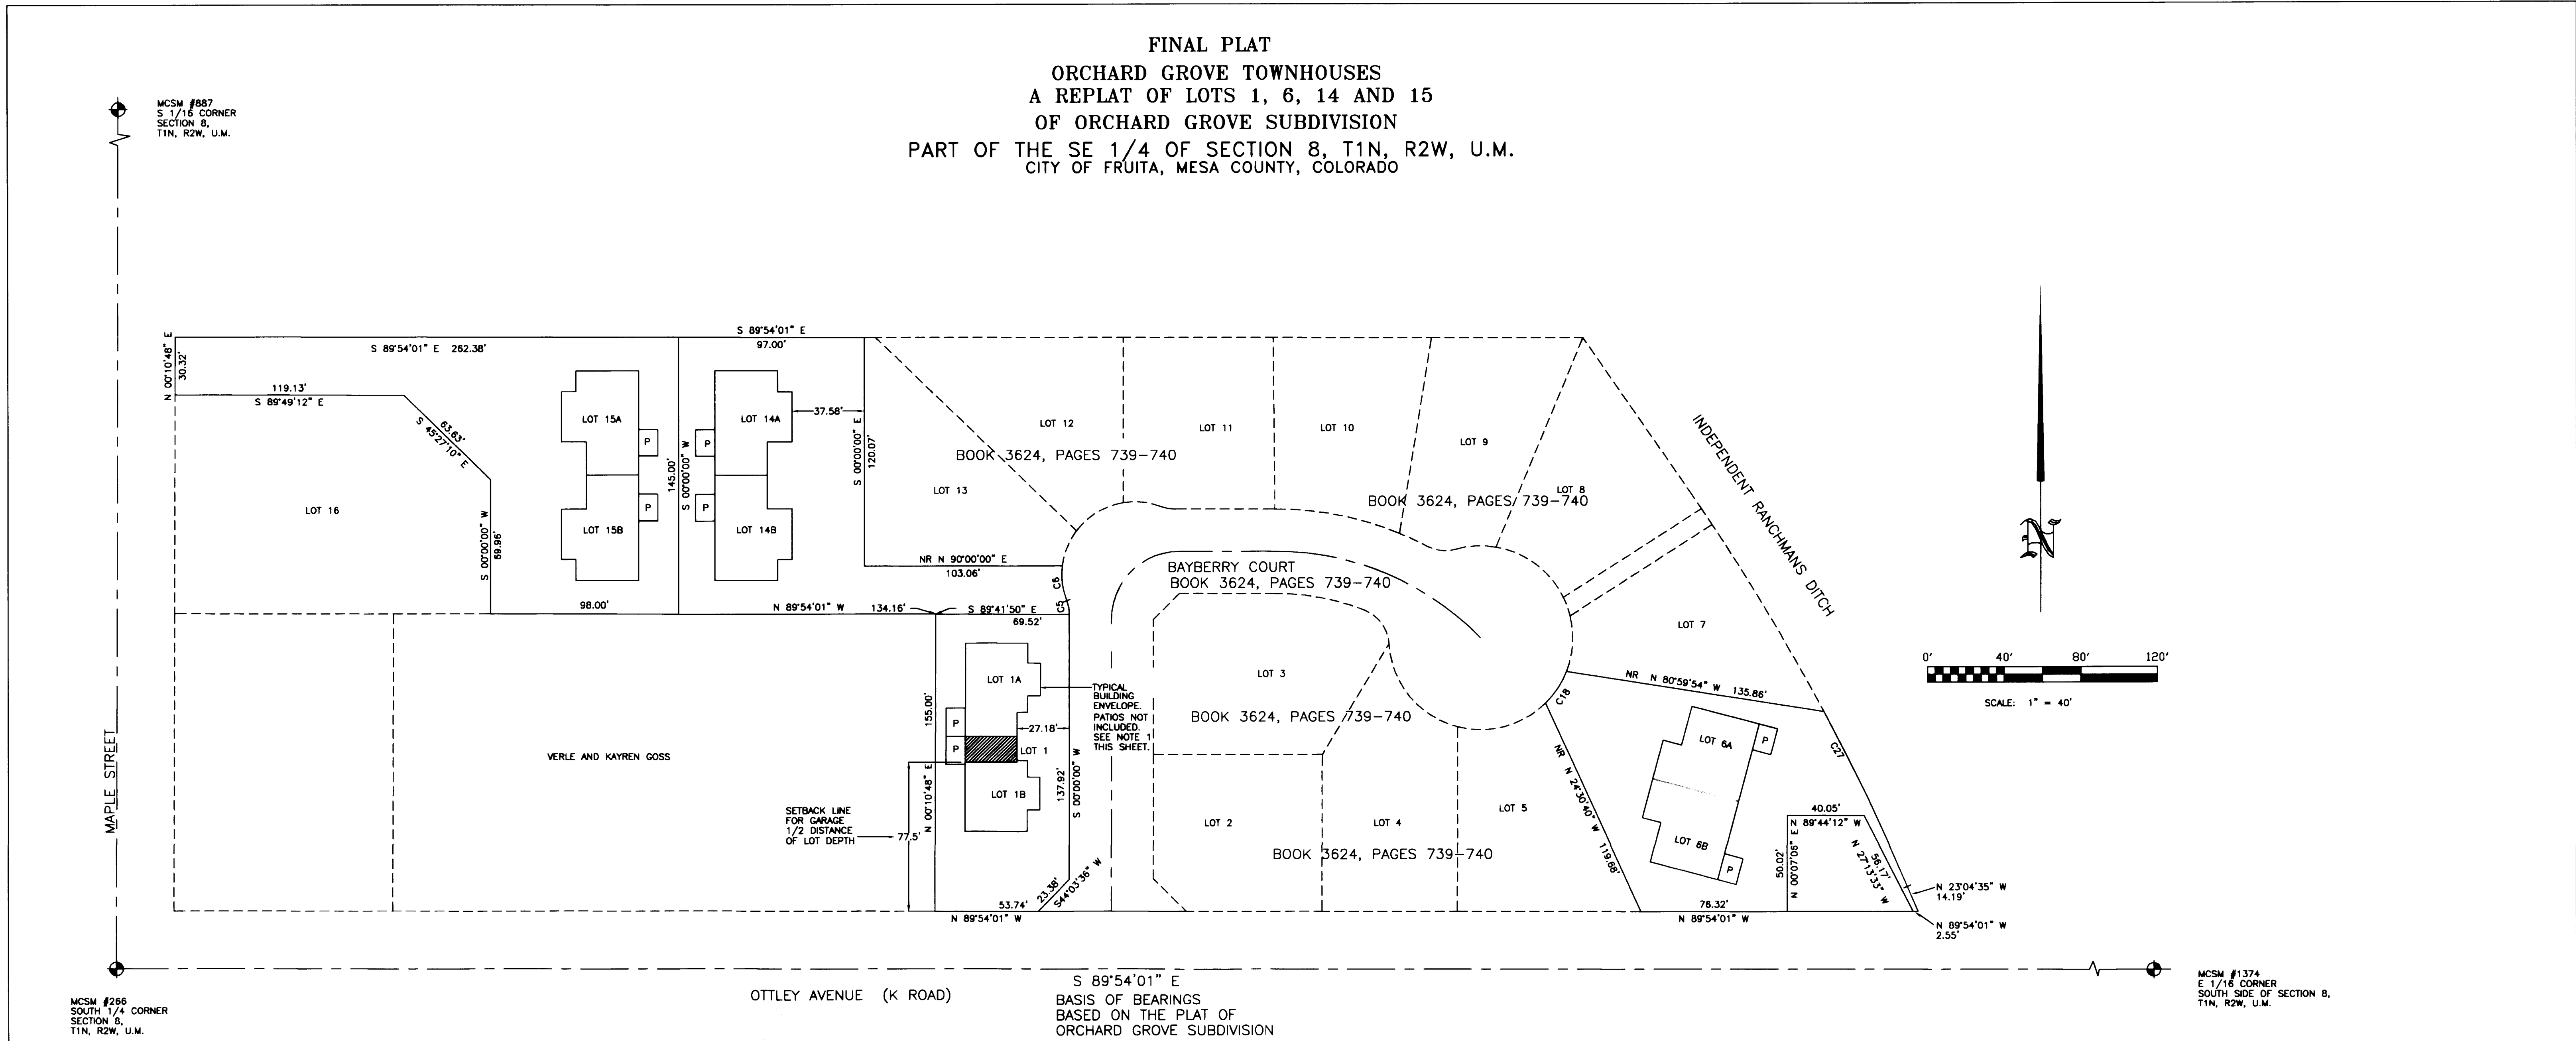 FINAL PLAT
ORCHARD GROVE TOWNHOUSES
A REPLAT OF LOTS 1, 6, 14 AND 15
OF ORCHARD GROVE SUBDIVISION
PART OF THE SE 1/4 OF SECTION 8, T1N, R2W, U.M.
CITY OF FRUITA, MESA COUNTY, COLORADO
MCSM #887
S 1/16 CORNER
SECTION 8,
T1N, R2W, U.M.
S 89°54'01" E
97.00'
S 89°54'01" E 262.38'
N 00°10'48" E
30.32'
119.13'
S 89°49'12" E
63.63'
S 45°27'10" E
LOT 16
S 00°00'00" W
59.96'
LOT 15A
P
LOT 15B
P
145.00'
S 00°00'00" W
LOT 14A
P
LOT 14B
P
37.58'
S 00°00'00" E
120.07'
LOT 12
BOOK 3624, PAGES 739-740
LOT 13
LOT 11
LOT 10
LOT 9
LOT 8
BOOK 3624, PAGES 739-740
INDEPENDENT RANCHMANS DITCH
NR N 90°00'00" E
103.06'
C6
C5
BAYBERRY COURT
BOOK 3624, PAGES 739-740
98.00'
N 89°54'01" W
134.16'
S 89°41'50" E
69.52'
LOT 7
LOT 3
BOOK 3624, PAGES 739-740
NR N 80°59'54" W 135.86'
C18
0'
40'
80'
120'
SCALE: 1" = 40'
LOT 1A
TYPICAL
BUILDING
ENVELOPE.
PATIOS NOT
INCLUDED.
SEE NOTE 1
THIS SHEET.
155.00'
N 00°10'48" E
P
P
27.18'
LOT 1
LOT 1B
137.92'
S 00°00'00" W
VERLE AND KAYREN GOSS
MAPLE STREET
SETBACK LINE
FOR GARAGE
1/2 DISTANCE
OF LOT DEPTH
77.5'
LOT 2
LOT 4
LOT 5
BOOK 3624, PAGES 739-740
NR N 24°30'40" W 119.68'
LOT 6A
P
LOT 6B
P
C27
40.05'
N 89°44'12" W
50.02'
N 00°07'05" E
56.17'
N 27°13'33" W
N 23°04'35" W
14.19'
N 89°54'01" W
2.55'
23.38'
S44°03'36" W
53.74'
N 89°54'01" W
76.32'
N 89°54'01" W
S 89°54'01" E
OTTLEY AVENUE (K ROAD)
BASIS OF BEARINGS
BASED ON THE PLAT OF
ORCHARD GROVE SUBDIVISION
MCSM #266
SOUTH 1/4 CORNER
SECTION 8,
T1N, R2W, U.M.
MCSM #1374
E 1/16 CORNER
SOUTH SIDE OF SECTION 8,
T1N, R2W, U.M.
N